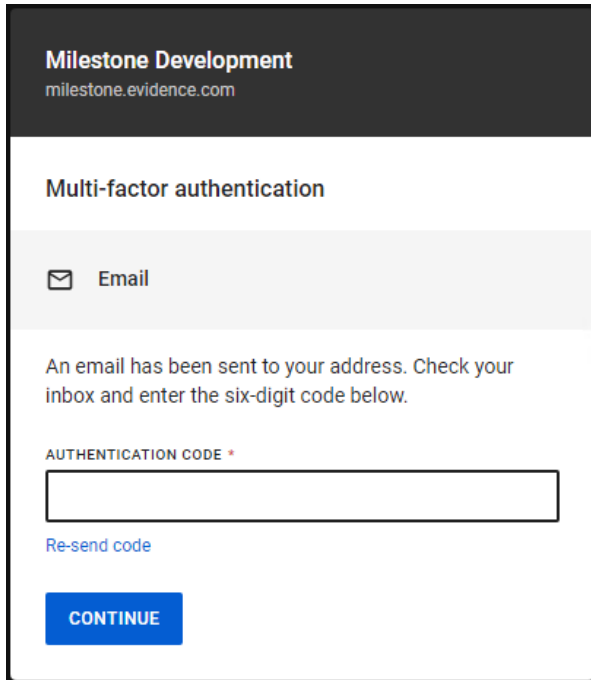 Milestone Development
milestone.evidence.com
Multi-factor authentication
Email
An email has been sent to your address. Check your
inbox and enter the six-digit code below.
AUTHENTICATION CODE *
Re-send code
CONTINUE